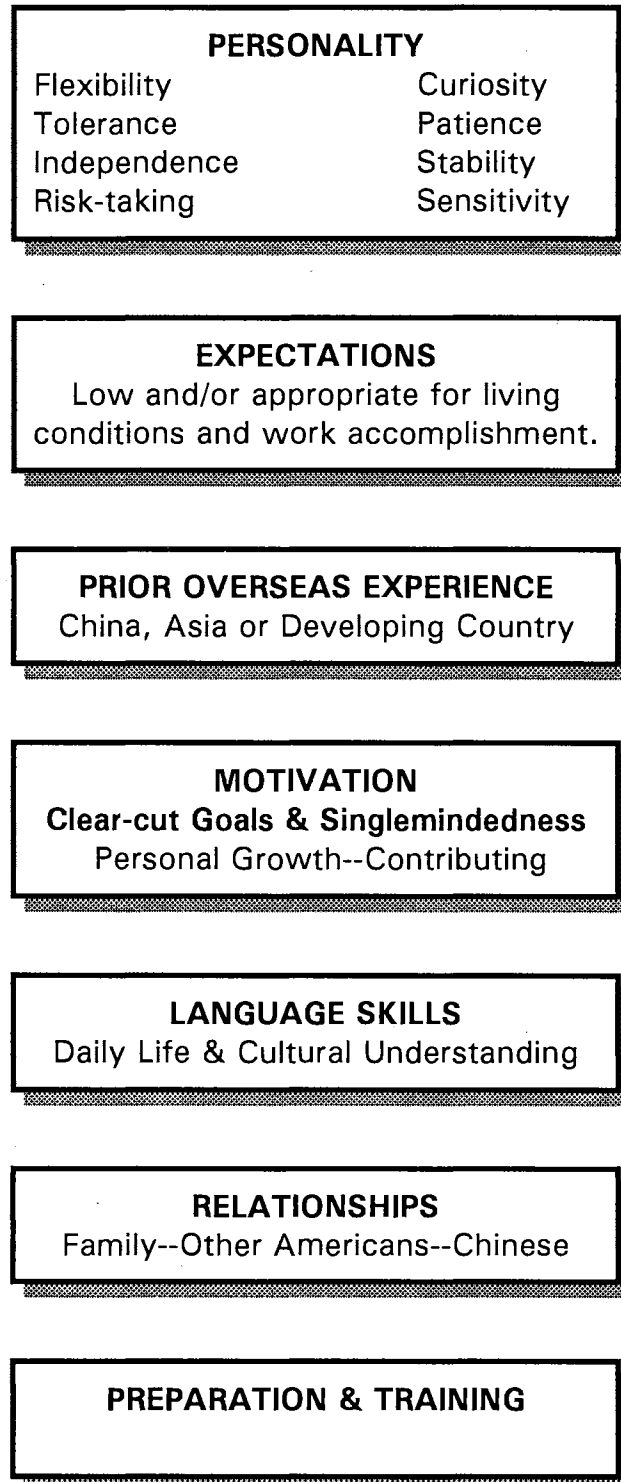 PERSONALITY
Flexibility Curiosity
Tolerance Patience
Independence Stability
Risk-taking Sensitivity
EXPECTATIONS
Low and/or appropriate for living
conditions and work accomplishment.
PRIOR OVERSEAS EXPERIENCE
China, Asia or Developing Country
MOTIVATION
Clear-cut Goals & Singlemindedness
Personal Growth--Contributing
LANGUAGE SKILLS
Daily Life & Cultural Understanding
RELATIONSHIPS
Family--Other Americans--Chinese
PREPARATION & TRAINING